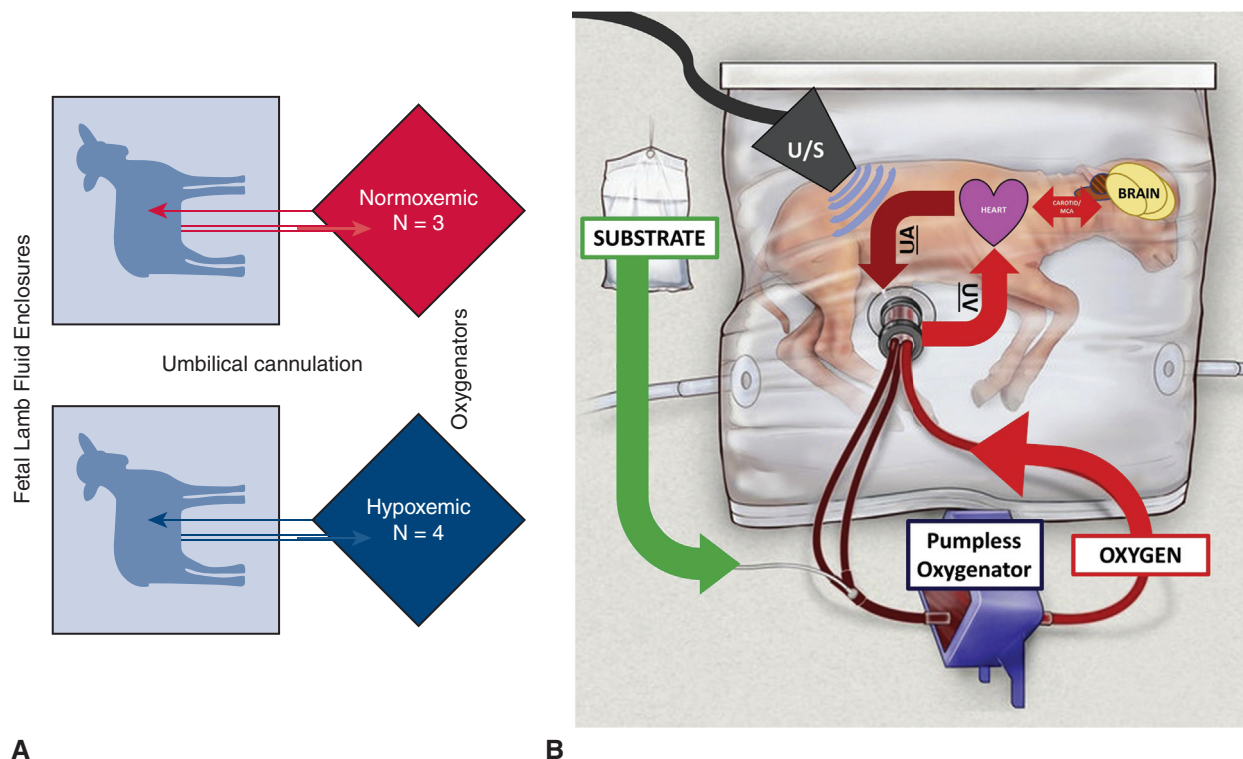 Fetal Lamb Fluid Enclosures
Normoxemic
N = 3
Umbilical cannulation
Oxygenators
Hypoxemic
N = 4
A
U/S
SUBSTRATE
UA
HEART
CAROTID/
MCA
BRAIN
UV
Pumpless
Oxygenator
OXYGEN
B